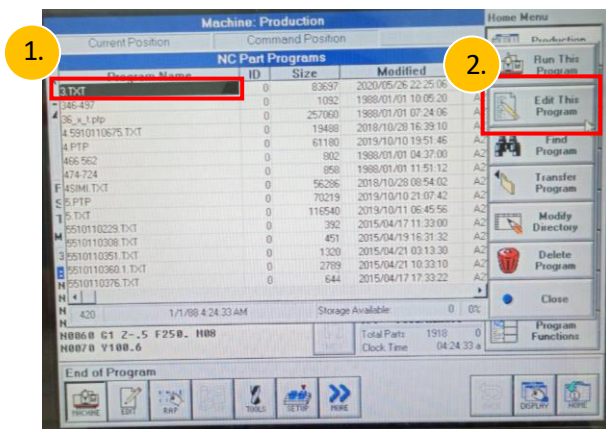 1.
2.
Machine: Production
Home Menu
Current Position
Command Position
Production
NC Part Programs
Program Name ID Size Modified
3.TXT 0 83697 2020/05/26 22:25:06
346-497 0 1092 1988/01/01 10:05:20
36_v_t.ptp 0 257060 1988/01/01 07:24:06
4 5910110675.TXT 0 19488 2018/10/28 16:39:10
4.PTP 0 61180 2019/10/10 19:51:46
466 562 0 802 1988/01/01 04:37:00
474-724 0 858 1988/01/01 11:51:12
4SIMI.TXT 0 56286 2018/10/28 08:54:02
5.PTP 0 70219 2019/10/10 21:07:42
5.TXT 0 116540 2019/10/11 06:45:56
5510110229.TXT 0 392 2015/04/17 11:33:00
5510110308.TXT 0 451 2015/04/19 16:31:32
5510110351.TXT 0 1320 2015/04/21 03:13:30
5510110360.1.TXT 0 2789 2015/04/21 10:33:10
5510110376.TXT 0 644 2015/04/17 17:33:22
420 1/1/88 4:24:33 AM Storage Available 0 0%
Run This
Program
Edit This
Program
Find
Program
Transfer
Program
Modify
Directory
Delete
Program
Close
Program
Functions
N0060 G1 Z-.5 F250. M08
N0070 Y100.6
Total Parts 1918 0
Clock Time 04:24:33 a
End of Program
MACHINE
EDIT
RAP
TOOLS
SETUP
MORE
DISPLAY
HOME